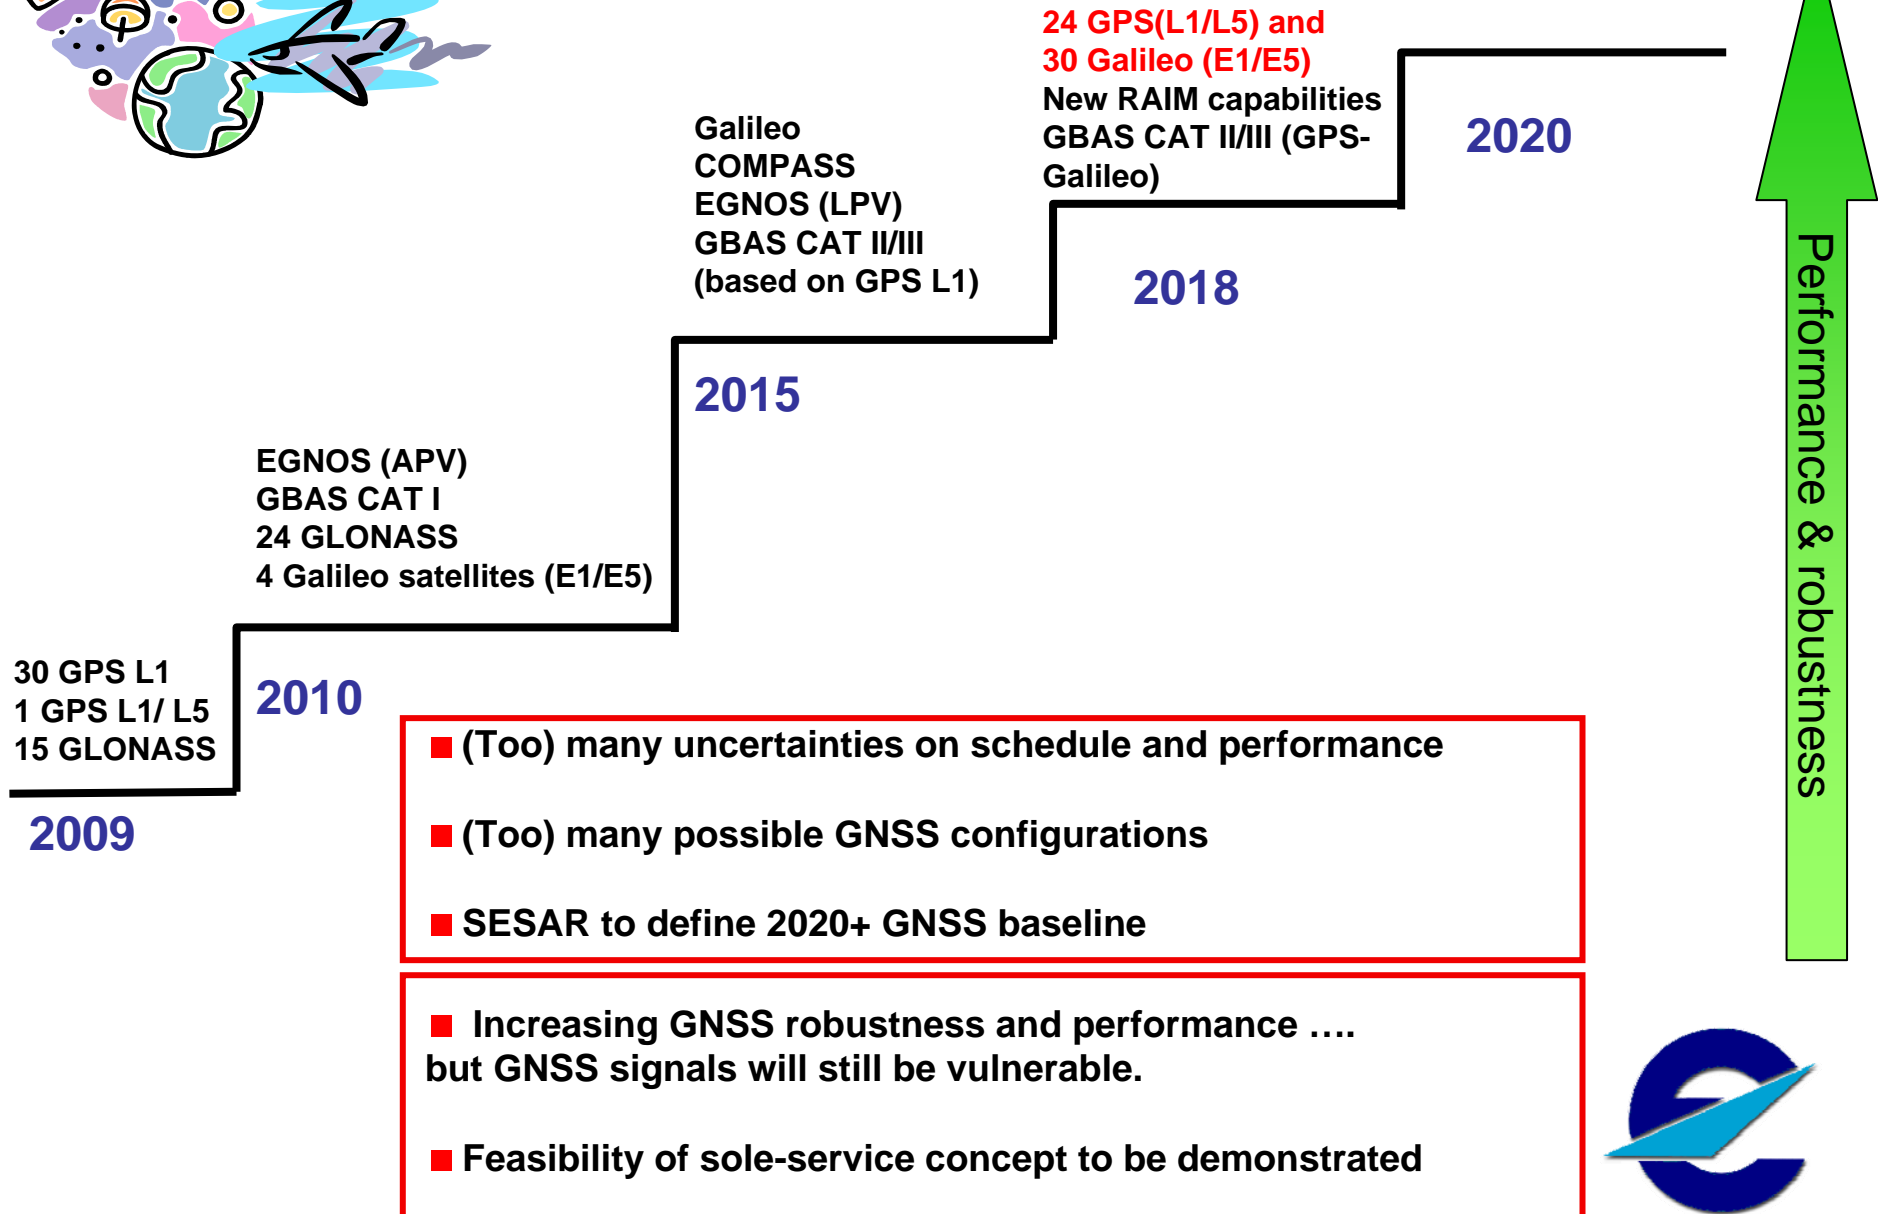 24 GPS(L1/L5) and
30 Galileo (E1/E5)
New RAIM capabilities
GBAS CAT II/III (GPS-
Galileo)
2020
Galileo
COMPASS
EGNOS (LPV)
GBAS CAT II/III
(based on GPS L1)
2018
2015
EGNOS (APV)
GBAS CAT I
24 GLONASS
4 Galileo satellites (E1/E5)
30 GPS L1
1 GPS L1/ L5
15 GLONASS
2010
2009
Performance & robustness
(Too) many uncertainties on schedule and performance
(Too) many possible GNSS configurations
SESAR to define 2020+ GNSS baseline
Increasing GNSS robustness and performance ….
but GNSS signals will still be vulnerable.
Feasibility of sole-service concept to be demonstrated